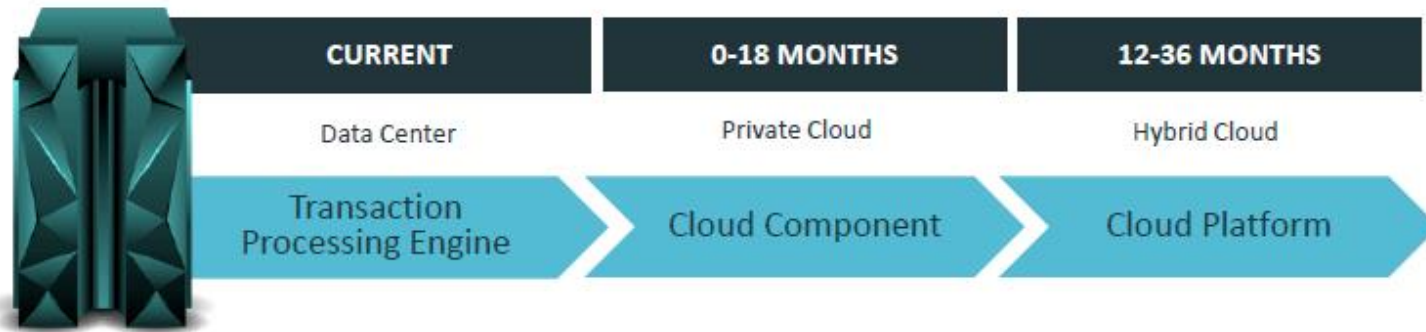 CURRENT
0-18 MONTHS
12-36 MONTHS
Data Center
Private Cloud
Hybrid Cloud
Transaction
Processing Engine
Cloud Component
Cloud Platform